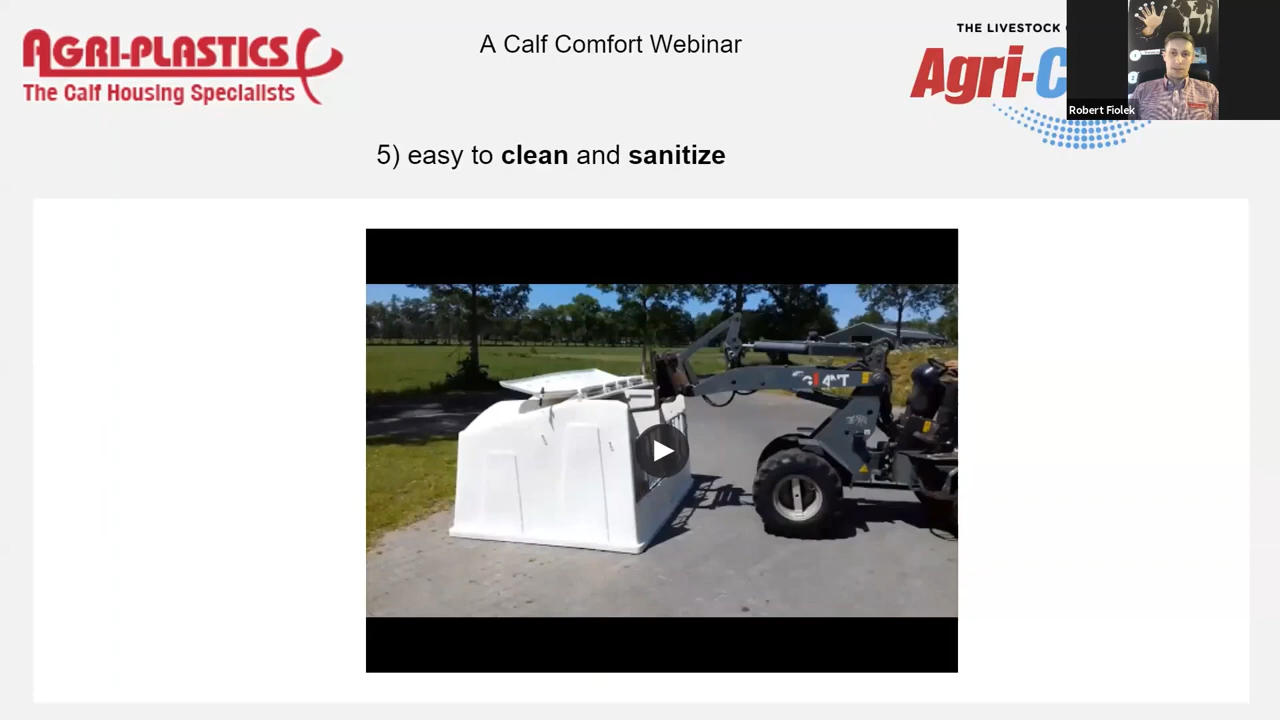 AGRI-PLASTICS
The Calf Housing Specialists
A Calf Comfort Webinar
THE LIVESTOCK
Agri-C
Robert Fiolek
5) easy to clean and sanitize
GIANT